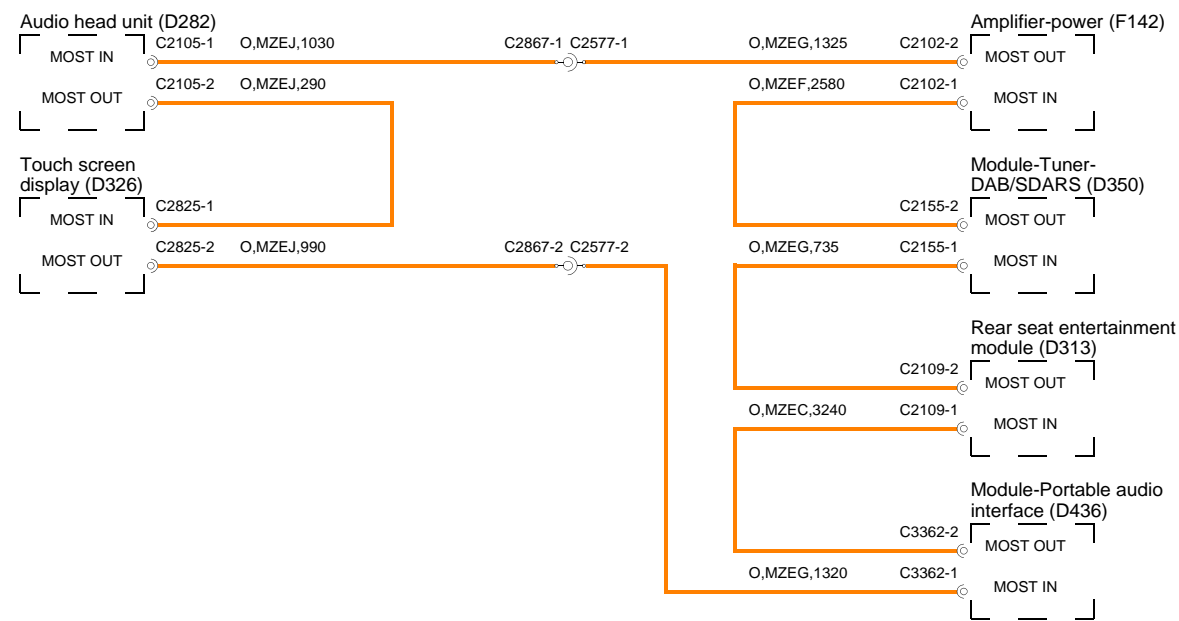 Audio head unit (D282)
MOST IN
C2105-1
O,MZEJ,1030
C2867-1
C2577-1
O,MZEG,1325
C2102-2
Amplifier-power (F142)
MOST OUT
MOST OUT
C2105-2
O,MZEJ,290
O,MZEF,2580
C2102-1
MOST IN
Touch screen
display (D326)
MOST IN
C2825-1
C2155-2
Module-Tuner-
DAB/SDARS (D350)
MOST OUT
MOST OUT
C2825-2
O,MZEJ,990
C2867-2
C2577-2
O,MZEG,735
C2155-1
MOST IN
Rear seat entertainment
module (D313)
C2109-2
MOST OUT
O,MZEC,3240
C2109-1
MOST IN
Module-Portable audio
interface (D436)
C3362-2
MOST OUT
O,MZEG,1320
C3362-1
MOST IN